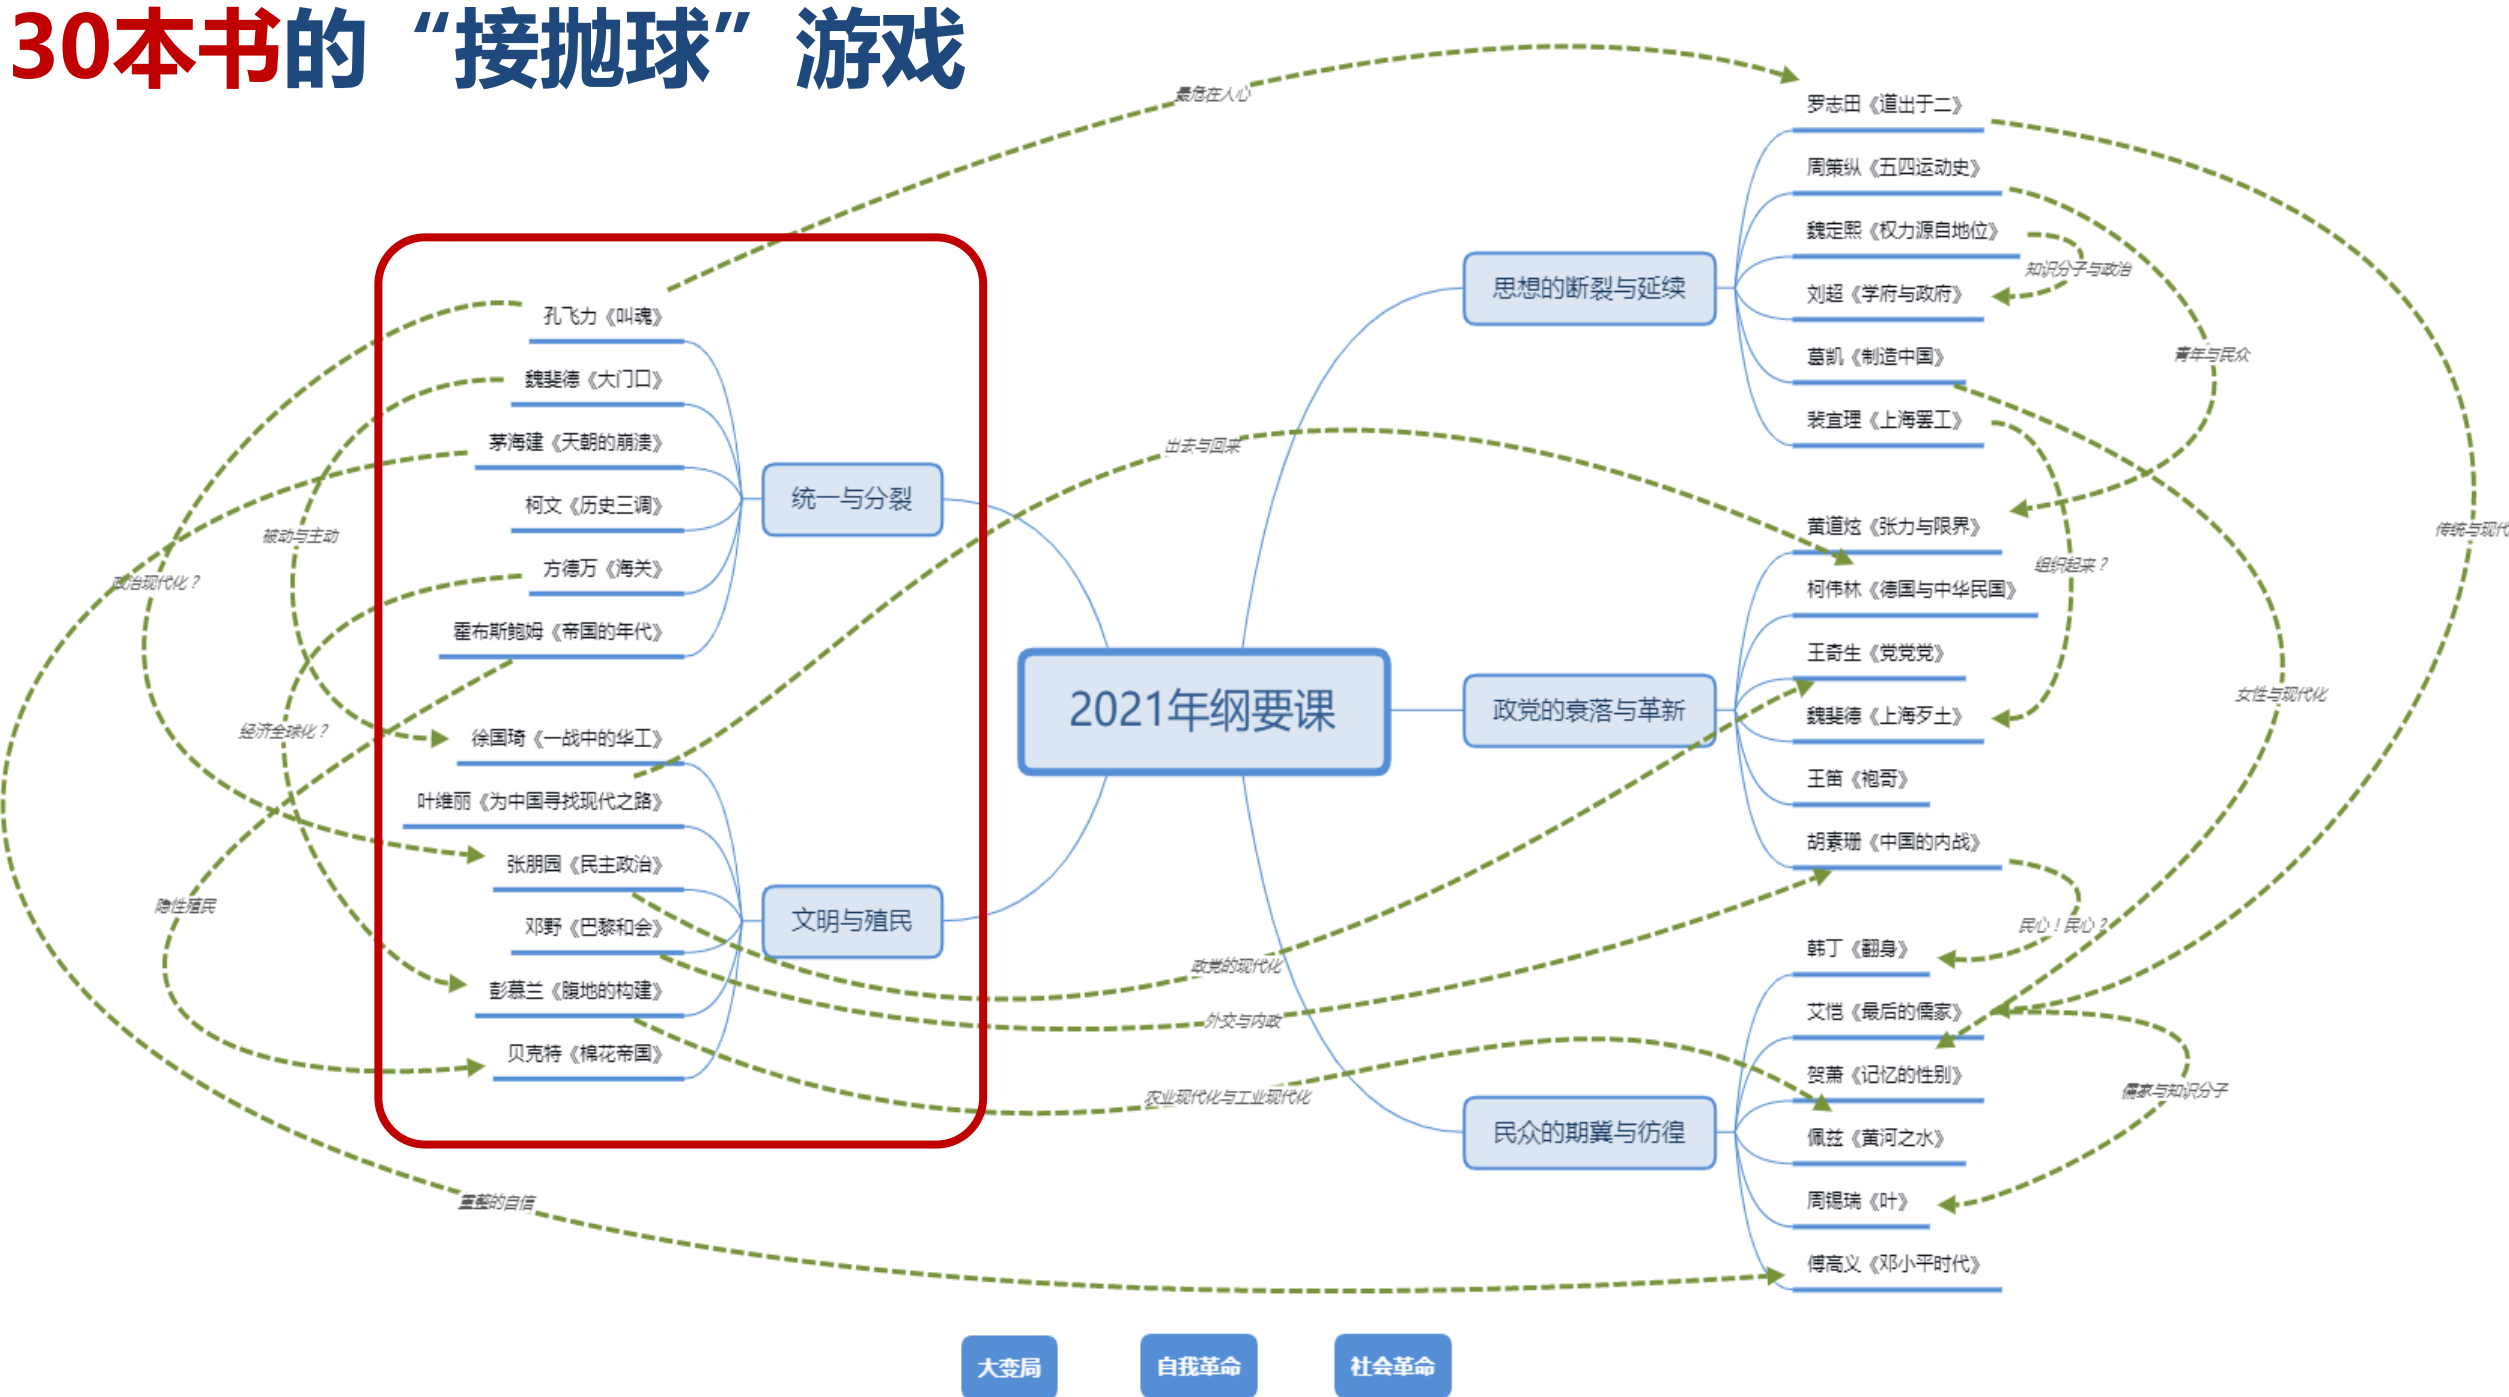 30本书的“接抛球”游戏
最危在人心
孔飞力《叫魂》
魏斐德《大门口》
茅海建《天朝的崩溃》
柯文《历史三调》
方德万《海关》
霍布斯鲍姆《帝国的年代》
统一与分裂
被动与主动
政治现代化？
经济全球化？
隐性殖民
徐国琦《一战中的华工》
叶维丽《为中国寻找现代之路》
张朋园《民主政治》
邓野《巴黎和会》
彭慕兰《腹地的构建》
贝克特《棉花帝国》
文明与殖民
重整的自信
2021年纲要课
出去与回来
政党的现代化
外交与内政
农业现代化与工业现代化
思想的断裂与延续
罗志田《道出于二》
周策纵《五四运动史》
魏定熙《权力源自地位》
知识分子与政治
刘超《学府与政府》
葛凯《制造中国》
裴宜理《上海罢工》
青年与民众
传统与现代
政党的衰落与革新
黄道炫《张力与限界》
柯伟林《德国与中华民国》
王奇生《党党党》
魏斐德《上海歹土》
王笛《袍哥》
胡素珊《中国的内战》
组织起来？
女性与现代化
民心！民心？
民众的期冀与彷徨
韩丁《翻身》
艾恺《最后的儒家》
贺萧《记忆的性别》
佩兹《黄河之水》
周锡瑞《叶》
傅高义《邓小平时代》
儒家与知识分子
大变局
自我革命
社会革命